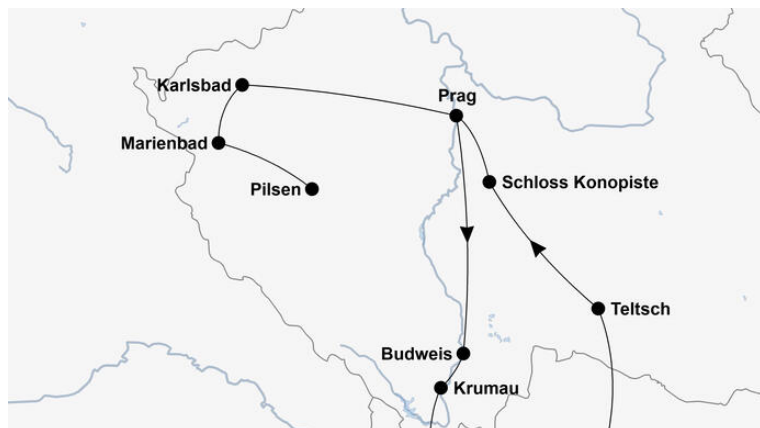 Karlsbad
Prag
Marienbad
Schloss Konopiste
Pilsen
Teltsch
Budweis
Krumau